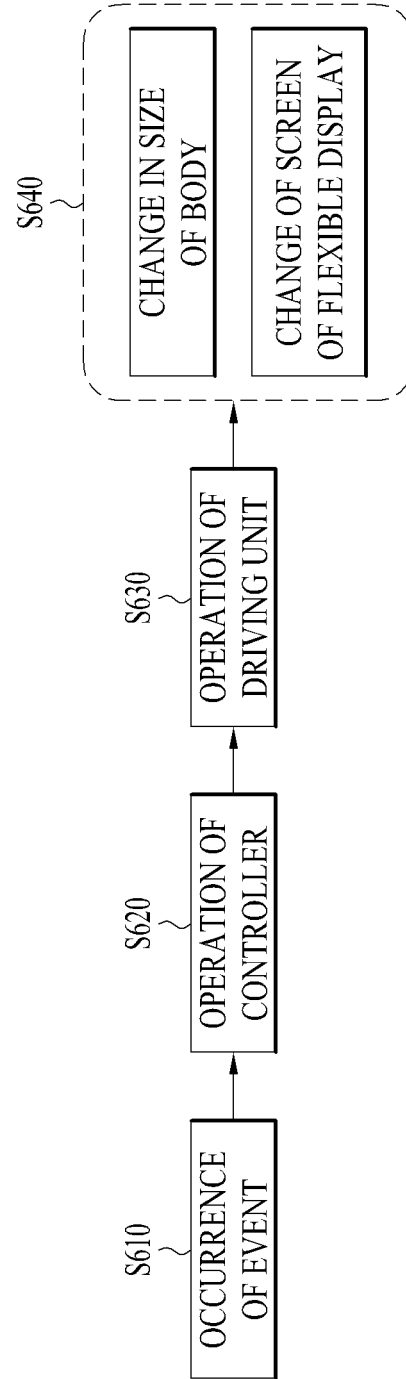 S610
OCCURRENCE
OF EVENT
S620
OPERATION OF
CONTROLLER
S630
OPERATION OF
DRIVING UNIT
S640
CHANGE IN SIZE
OF BODY
CHANGE OF SCREEN
OF FLEXIBLE DISPLAY